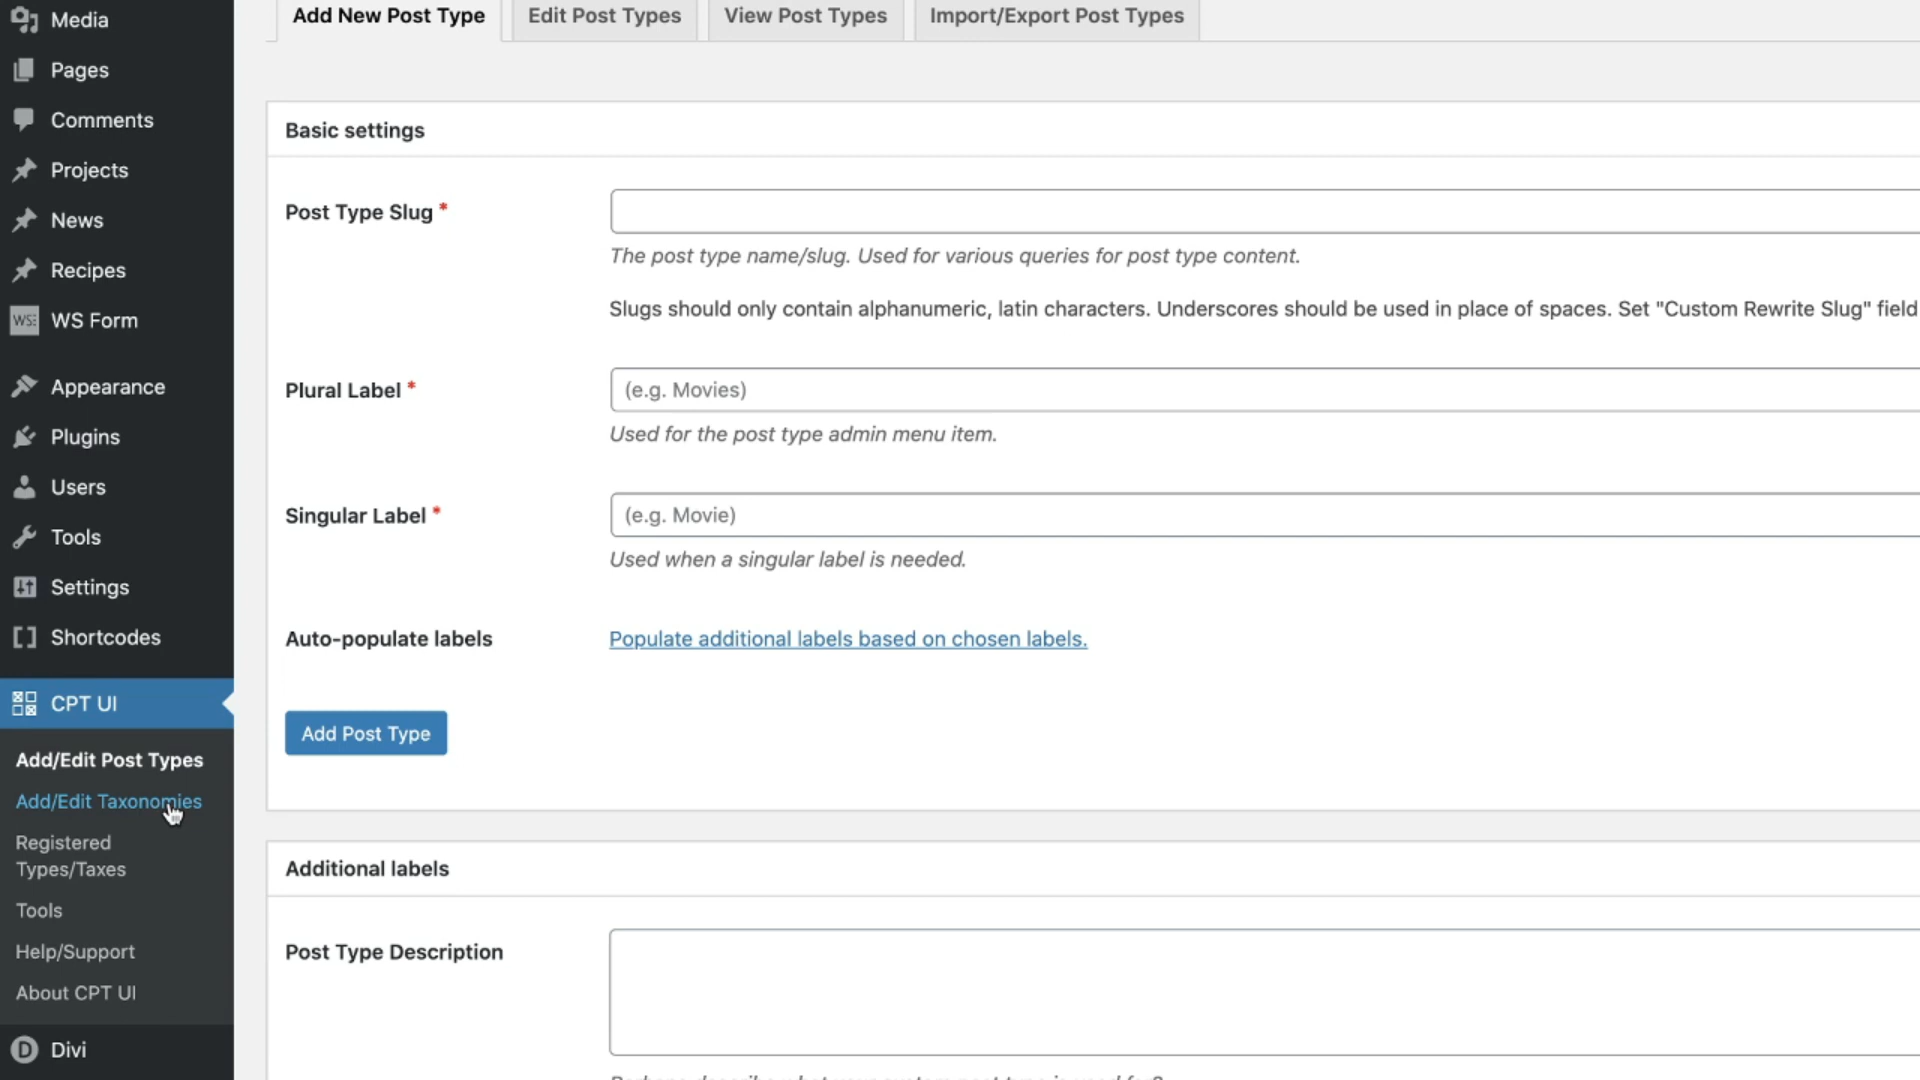 Media
Pages
Comments
Projects
News
Recipes
WS Form
Appearance
Plugins
Users
Tools
Settings
Shortcodes
CPT UI
Add/Edit Post Types
Add/Edit Taxonomies
Registered
Types/Taxes
Tools
Help/Support
About CPT UI
Divi
Add New Post Type
Edit Post Types
View Post Types
Import/Export Post Types
Basic settings
Post Type Slug *
The post type name/slug. Used for various queries for post type content.
Slugs should only contain alphanumeric, latin characters. Underscores should be used in place of spaces. Set "Custom Rewrite Slug" field
Plural Label *
(e.g. Movies)
Used for the post type admin menu item.
Singular Label *
(e.g. Movie)
Used when a singular label is needed.
Auto-populate labels
Populate additional labels based on chosen labels.
Add Post Type
Additional labels
Post Type Description